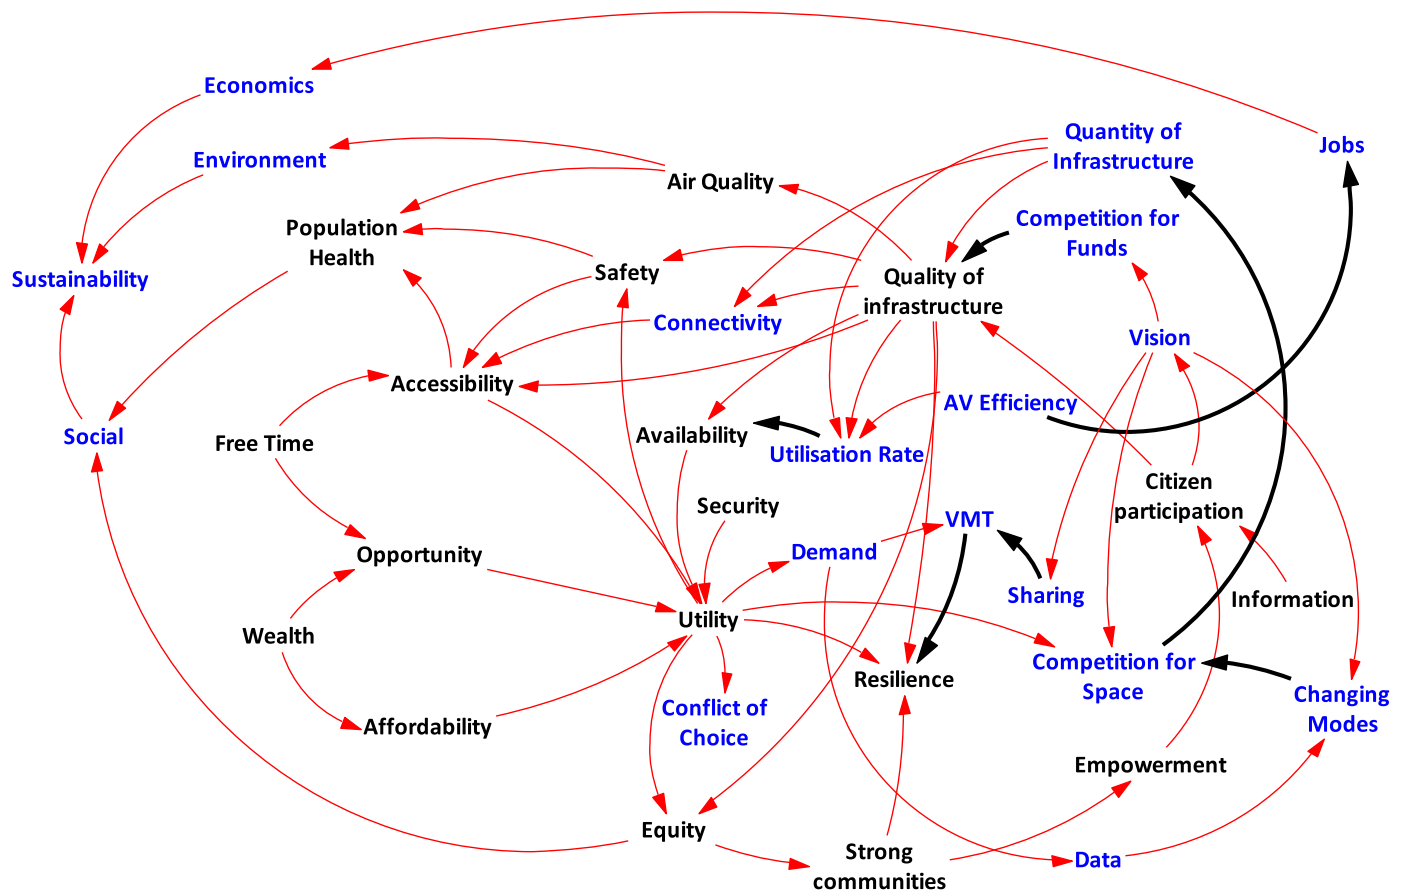 Economics
Quantity of
Infrastructure
Jobs
Environment
Air Quality
Competition for
Funds
Population
Health
Sustainability
Safety
Quality of
infrastructure
Connectivity
Vision
Accessibility
AV Efficiency
Social
Free Time
Availability
Utilisation Rate
Citizen
participation
Security
VMT
Opportunity
Demand
Sharing
Information
Utility
Wealth
Competition for
Space
Resilience
Changing
Modes
Conflict of
Choice
Affordability
Empowerment
Equity
Strong
communities
Data